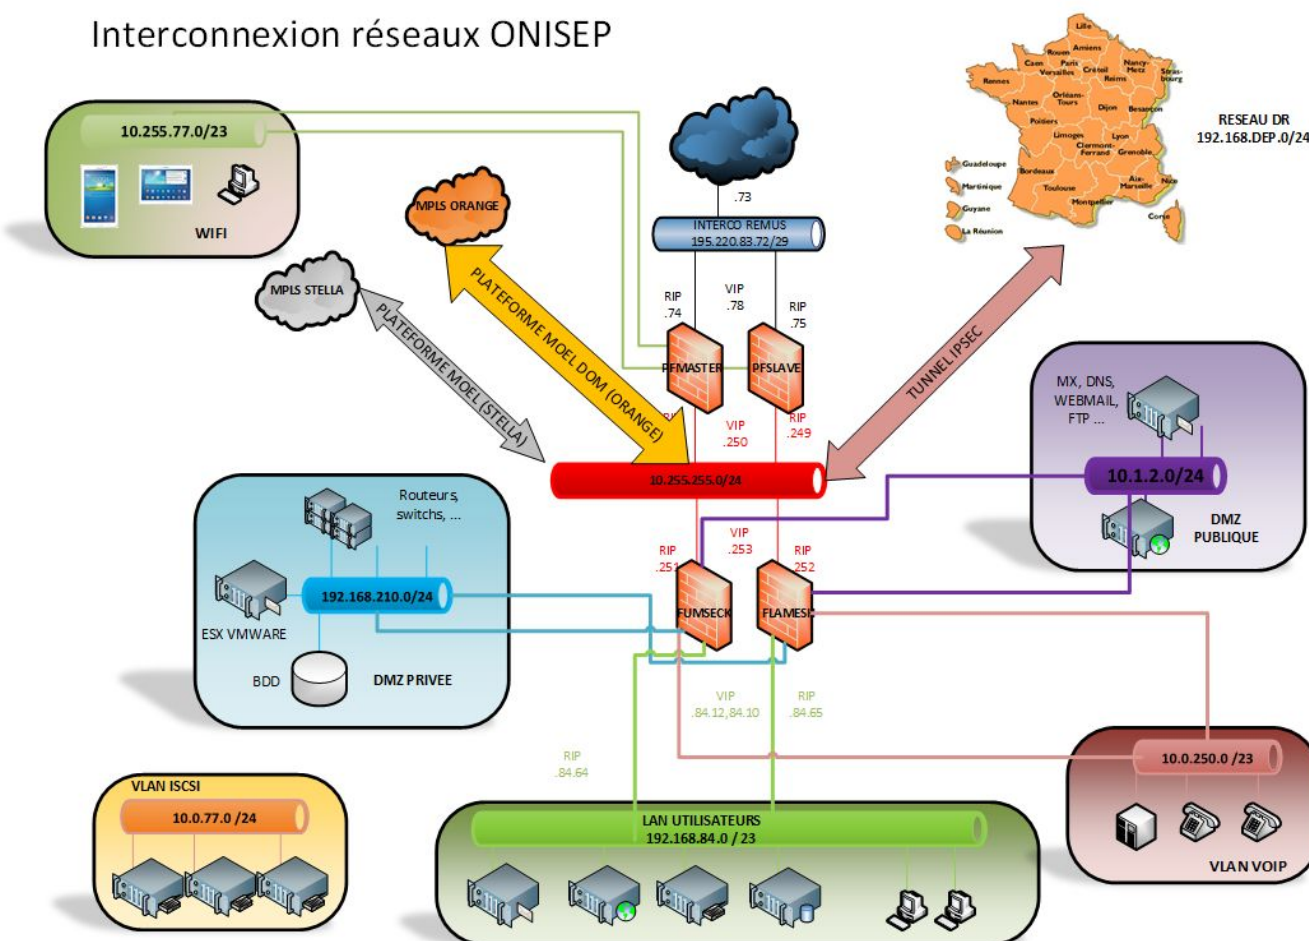 Interconnexion réseaux ONISEP
10.255.77.0/23
WIFI
MPLS ORANGE
MPLS STELLA
PLATEFORME MOEL (STELLA)
PLATEFORME MOEL DOM (ORANGE)
.73
INTERCO REMUS
195.220.83.72/29
RIP
.74
VIP
.78
RIP
.75
PFMASTER
PFSLAVE
VIP
.250
RIP
.249
TUNNEL IPSEC
10.255.255.0/24
Lille
Rouen
Amiens
Caen
Paris
Versailles
Créteil
Reims
Nancy-
Metz
Stras-
bourg
Rennes
Orléans-
Tours
Nantes
Dijon
Besançon
Poitiers
Limoges
Lyon
Clermont-
Ferrand
Grenoble
Bordeaux
Toulouse
Montpellier
Aix-
Marseille
Nice
Corse
Guadeloupe
Martinique
Guyane
La Réunion
RESEAU DR
192.168.DEP.0/24
MX, DNS,
WEBMAIL,
FTP ...
10.1.2.0/24
DMZ
PUBLIQUE
Routeurs,
switchs, ...
192.168.210.0/24
ESX VMWARE
BDD
DMZ PRIVEE
RIP
.251
VIP
.253
RIP
.252
FUMSECK
VIP
.84.12,84.10
RIP
.84.65
RIP
.84.64
VLAN ISCSI
10.0.77.0 /24
LAN UTILISATEURS
192.168.84.0 / 23
10.0.250.0 /23
VLAN VOIP